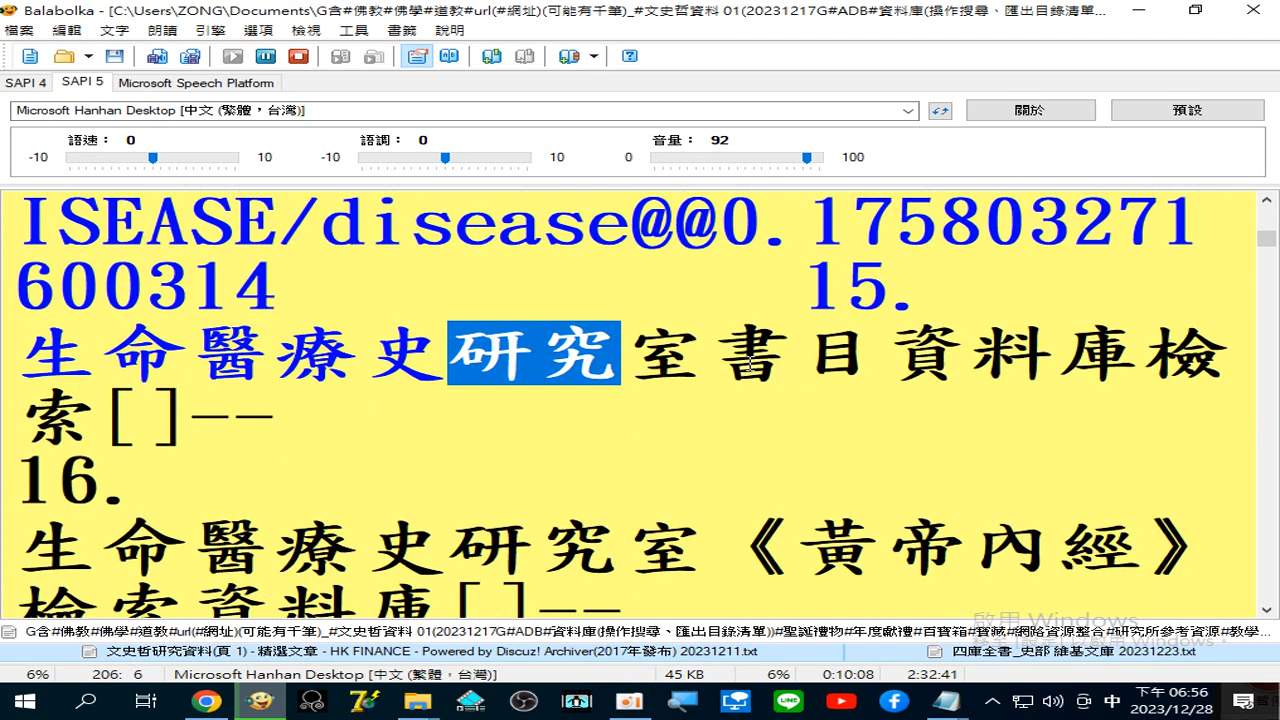 Balabolka - [C:\Users\ZONG\Documents\G含#佛教#佛學#道教#url(#網址)(可能有千筆)_#文史哲資料 01(20231217G#ADB#資料庫(操作搜尋、匯出目錄清單...
檔案 編輯 文字 朗讀 引擎 選項 檢視 工具 書籤 說明
SAPI 4 SAPI 5 Microsoft Speech Platform
Microsoft Hanhan Desktop [中文 (繁體，台灣)] 關於 預設
語速： 0 語調： 0 音量： 92
-10 10 -10 10 0 100
ISEASE/disease@@0.175803271
600314 15.
生命醫療史研究室書目資料庫檢
索[]--
16.
生命醫療史研究室《黃帝內經》
檢索資料庫[]--
啟用 Windows
G含#佛教#佛學#道教#url(#網址)(可能有千筆)_#文史哲資料 01(20231217G#ADB#資料庫(操作搜尋、匯出目錄清單))#聖誕禮物#年度獻禮#百寶箱#寶城#網路資源整合#研究所參考資源#教學...
文史哲研究資料(頁 1) - 精選文章 - HK FINANCE - Powered by Discuz! Archiver(2017年發布) 20231211.txt 四庫全書_史部 維基文庫 20231223.txt
6% 206: 6 Microsoft Hanhan Desktop [中文 (繁體，台灣)] 45 KB 6% 0:10:08 2:32:41
中 下午 06:56
2023/12/28